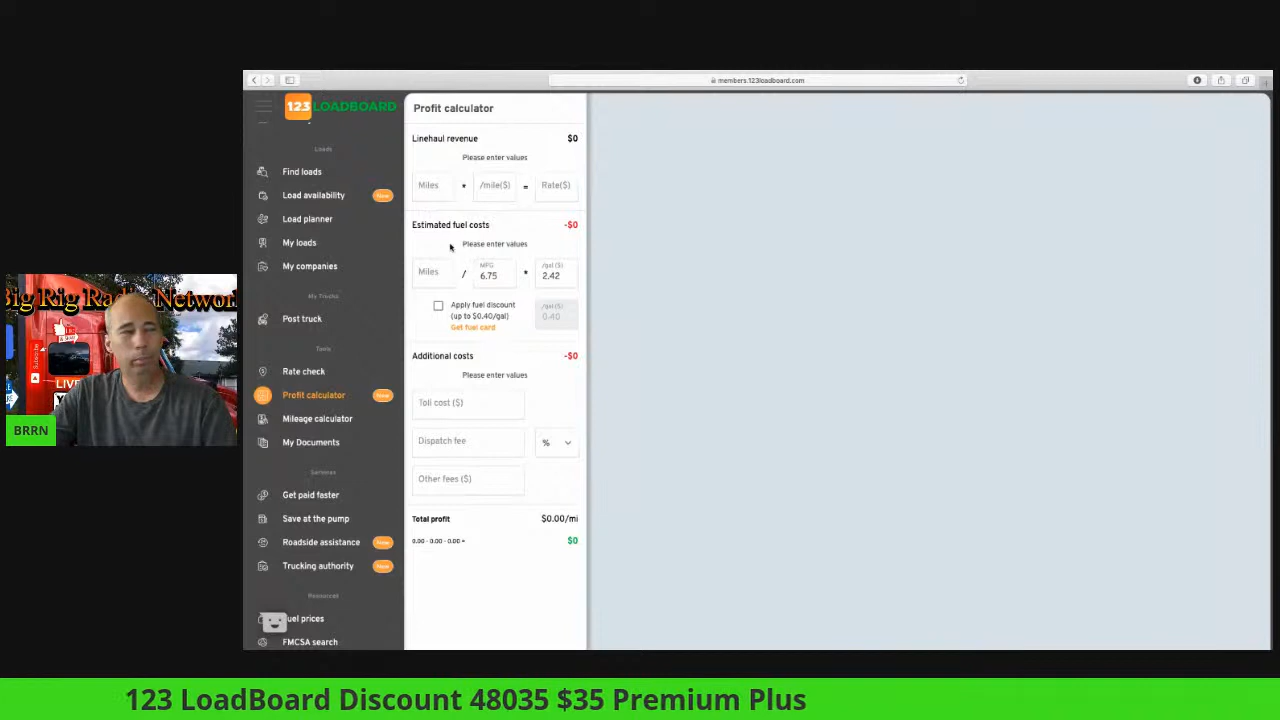 members.123loadboard.com
123 LOADBOARD
Loads
Find loads
Load availability New
Load planner
My loads
My companies
My Trucks
Post truck
Tools
Rate check
Profit calculator New
Mileage calculator
My Documents
Services
Get paid faster
Save at the pump
Roadside assistance New
Trucking authority New
Resources
uel prices
FMCSA search
Profit calculator
Linehaul revenue $0
Please enter values
Miles * /mile($) = Rate($)
Estimated fuel costs -$0
Please enter values
Miles / MPG 6.75 * /gal ($) 2.42
Apply fuel discount
(up to $0.40/gal)
Get fuel card
/gal ($)
0.40
Additional costs -$0
Please enter values
Toll cost ($)
Dispatch fee %
Other fees ($)
Total profit $0.00/mi
0.00 - 0.00 - 0.00 = $0
Big Rig Radio Network
Subscribe
LIVE
BRRN
123 LoadBoard Discount 48035 $35 Premium Plus